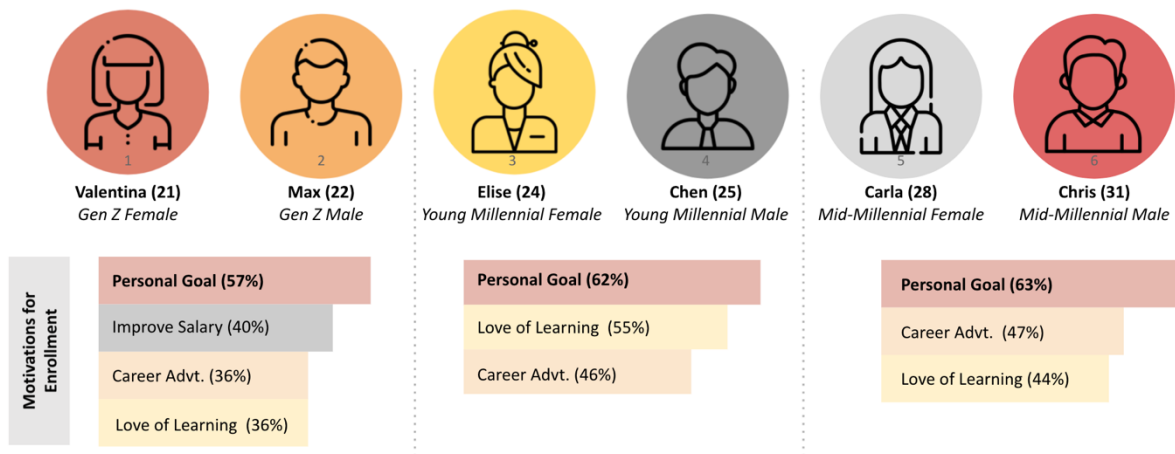 1
2
3
4
5
6
Valentina (21)
Gen Z Female
Max (22)
Gen Z Male
Elise (24)
Young Millennial Female
Chen (25)
Young Millennial Male
Carla (28)
Mid-Millennial Female
Chris (31)
Mid-Millennial Male
Motivations for
Enrollment
Personal Goal (57%)
Improve Salary (40%)
Career Advt. (36%)
Love of Learning (36%)
Personal Goal (62%)
Love of Learning (55%)
Career Advt. (46%)
Personal Goal (63%)
Career Advt. (47%)
Love of Learning (44%)